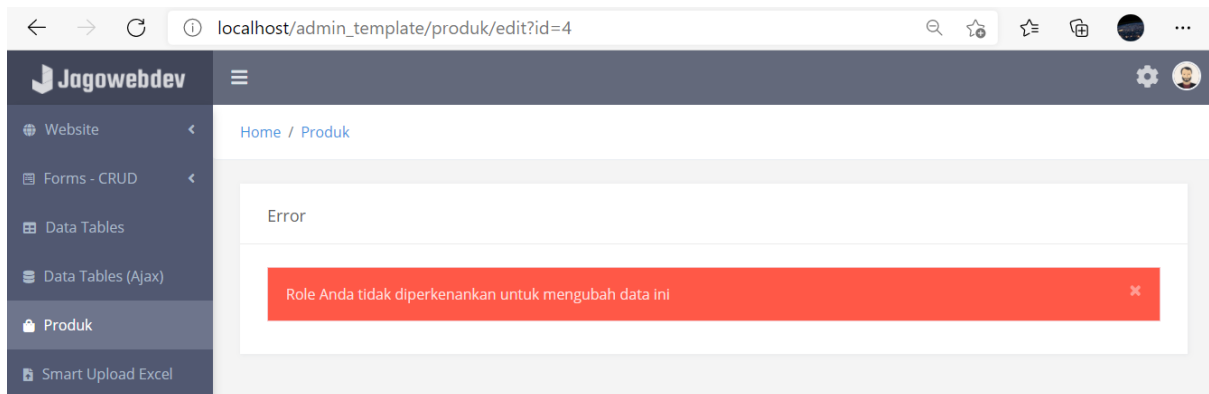 localhost/admin_template/produk/edit?id=4
Jagowebdev
Website
Home / Produk
Forms - CRUD
Data Tables
Error
Data Tables (Ajax)
Role Anda tidak diperkenankan untuk mengubah data ini
Produk
Smart Upload Excel